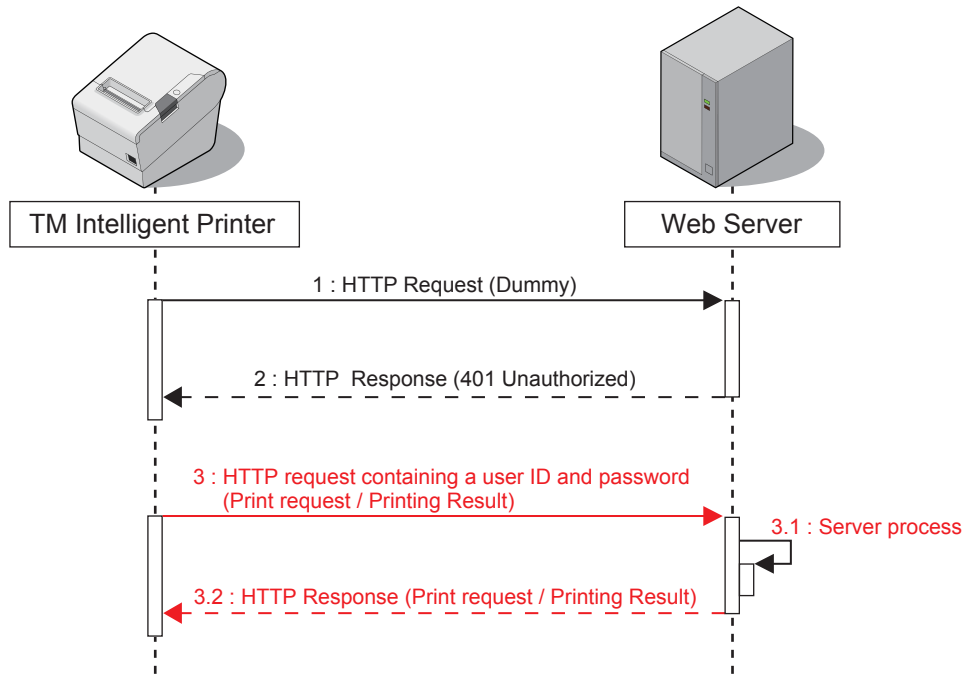 TM Intelligent Printer
Web Server
1 : HTTP Request (Dummy)
2 : HTTP  Response (401 Unauthorized)
3 : HTTP request containing a user ID and password
(Print request / Printing Result)
3.1 : Server process
3.2 : HTTP Response (Print request / Printing Result)